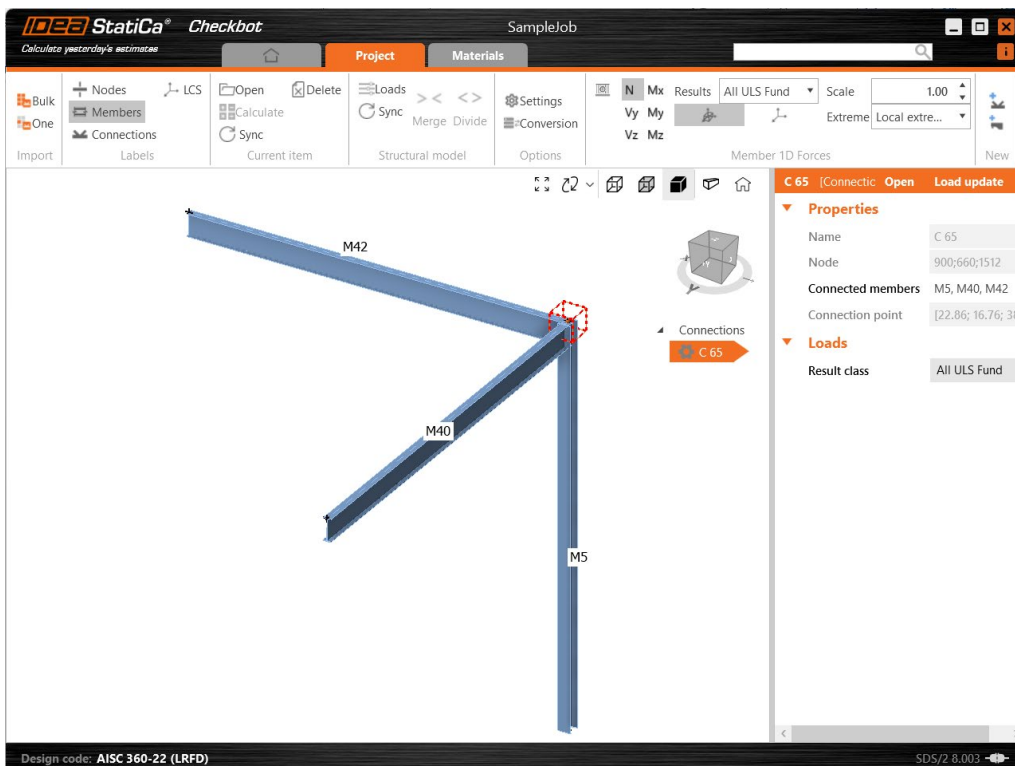 IDEA StatiCa® Checkbot
SampleJob
Calculate yesterday's estimates
Project Materials
Bulk Nodes LCS Open Delete Loads Settings N Mx Results All ULS Fund Scale 1.00
One Members Calculate Sync Merge Divide Conversion Vy My Extreme Local extre...
Connections Sync Vz Mz
Import Labels Current item Structural model Options Member 1D Forces New
C 65 [Connectic Open Load update
Properties
Name C 65
Node 900;660;1512
Connected members M5, M40, M42
Connection point [22.86; 16.76; 38
Loads
Result class All ULS Fund
M42
+Y
Connections
C 65
M40
M5
Design code: AISC 360-22 (LRFD)
SDS/2 8.003